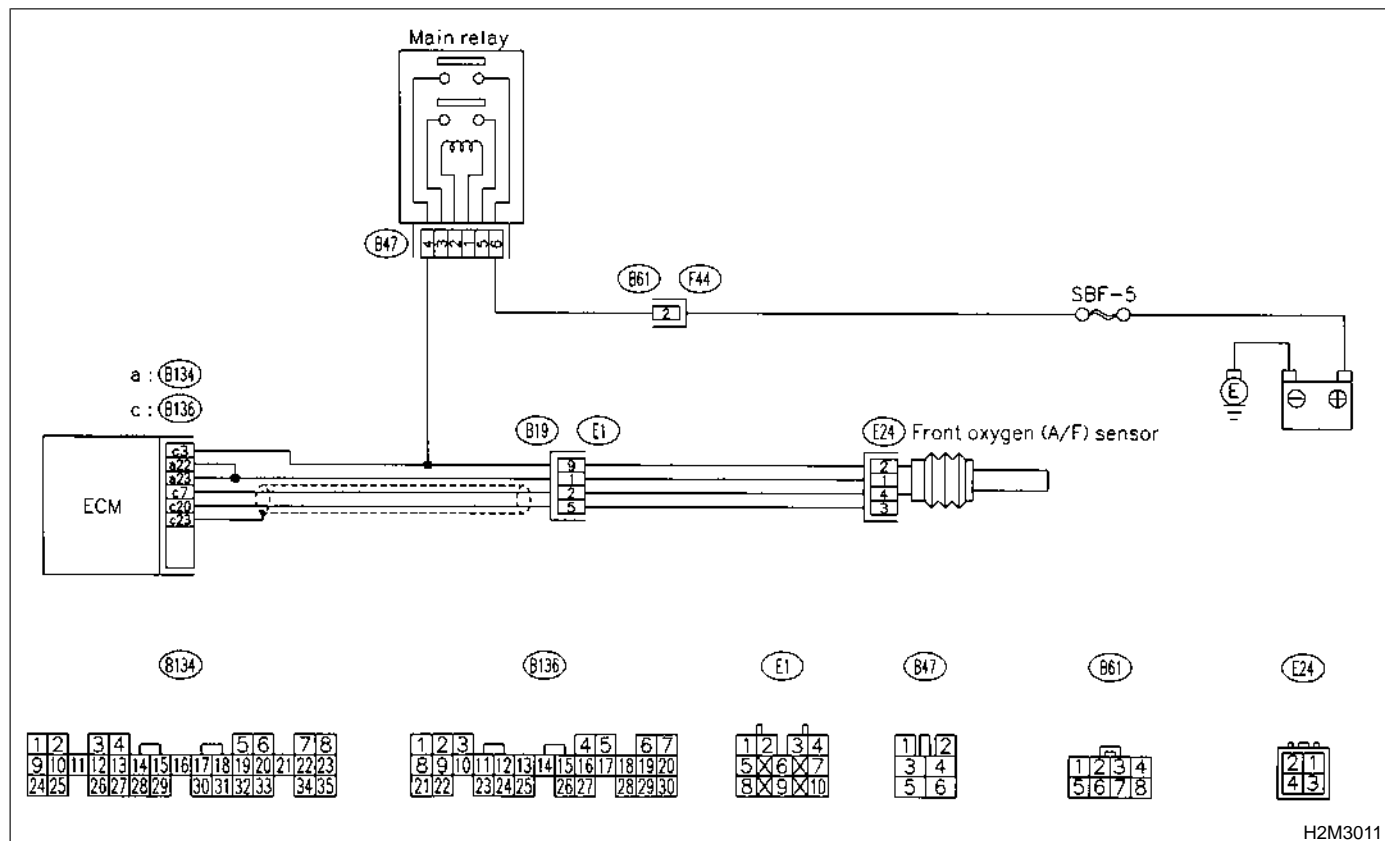 Main relay
B47
4 3 2 1 5 6
B61 F44
2
SBF-5
E
⊖ ⊕
a : B134
c : B136
B19 E1
E24 Front oxygen (A/F) sensor
ECM
c3
a22
a23
c7
c20
c23
9
1
2
5
2
1
4
3
B134
1 2 3 4 5 6 7 8
9 10 11 12 13 14 15 16 17 18 19 20 21 22 23
24 25 26 27 28 29 30 31 32 33 34 35
B136
1 2 3 4 5 6 7
8 9 10 11 12 13 14 15 16 17 18 19 20
21 22 23 24 25 26 27 28 29 30
E1
1 2 3 4
5 6 7
8 9 10
B47
1 2
3 4
5 6
B61
1 2 3 4
5 6 7 8
E24
2 1
4 3
H2M3011